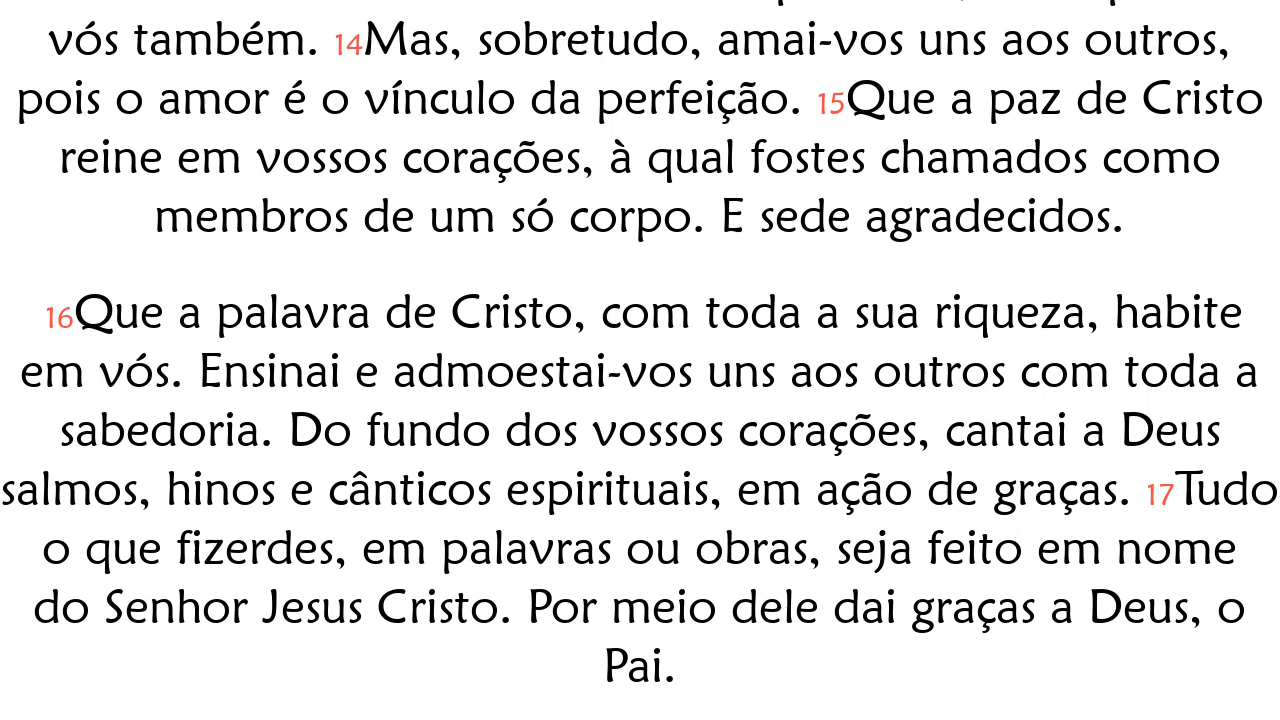 vós também. 14Mas, sobretudo, amai-vos uns aos outros,
pois o amor é o vínculo da perfeição. 15Que a paz de Cristo
reine em vossos corações, à qual fostes chamados como
membros de um só corpo. E sede agradecidos.
16Que a palavra de Cristo, com toda a sua riqueza, habite
em vós. Ensinai e admoestai-vos uns aos outros com toda a
sabedoria. Do fundo dos vossos corações, cantai a Deus
salmos, hinos e cânticos espirituais, em ação de graças. 17Tudo
o que fizerdes, em palavras ou obras, seja feito em nome
do Senhor Jesus Cristo. Por meio dele dai graças a Deus, o
Pai.